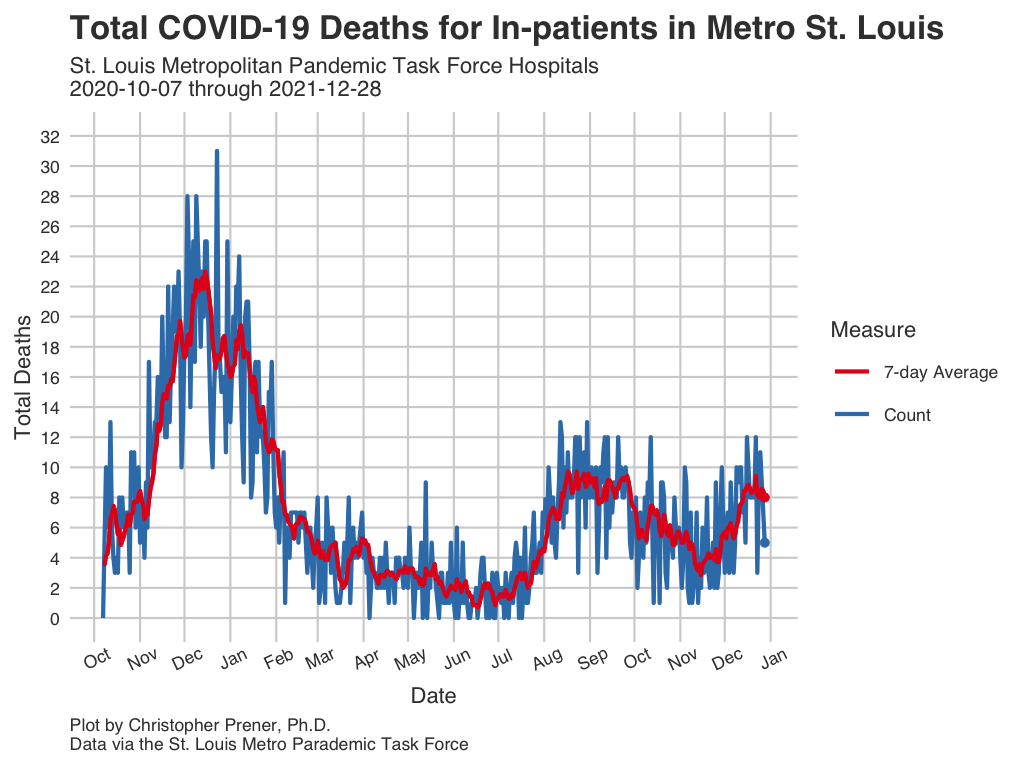 Total COVID-19 Deaths for In-patients in Metro St. Louis
St. Louis Metropolitan Pandemic Task Force Hospitals
2020-10-07 through 2021-12-28
32
30
28
26
24
22
20
18
16
14
12
10
8
6
4
2
0
Total Deaths
Oct Nov Dec Jan Feb Mar Apr May Jun Jul Aug Sep Oct Nov Dec Jan
Date
Measure
7-day Average
Count
Plot by Christopher Prener, Ph.D.
Data via the St. Louis Metro Parademic Task Force